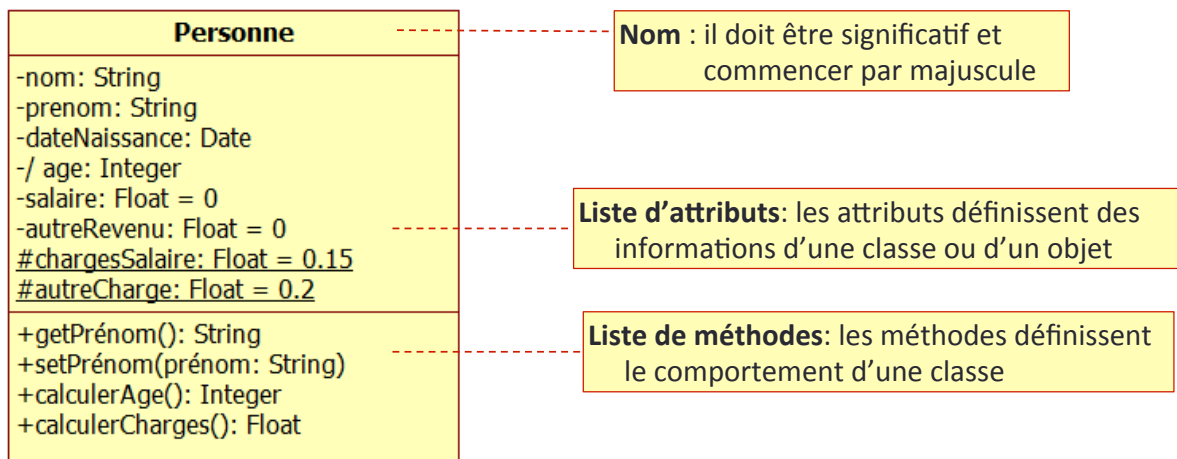 Personne
-nom: String
-prenom: String
-dateNaissance: Date
-/ age: Integer
-salaire: Float = 0
-autreRevenu: Float = 0
#chargesSalaire: Float = 0.15
#autreCharge: Float = 0.2
+getPrénom(): String
+setPrénom(prénom: String)
+calculerAge(): Integer
+calculerCharges(): Float
Nom : il doit être significatif et
commencer par majuscule
Liste d’attributs: les attributs définissent des
informations d’une classe ou d’un objet
Liste de méthodes: les méthodes définissent
le comportement d’une classe